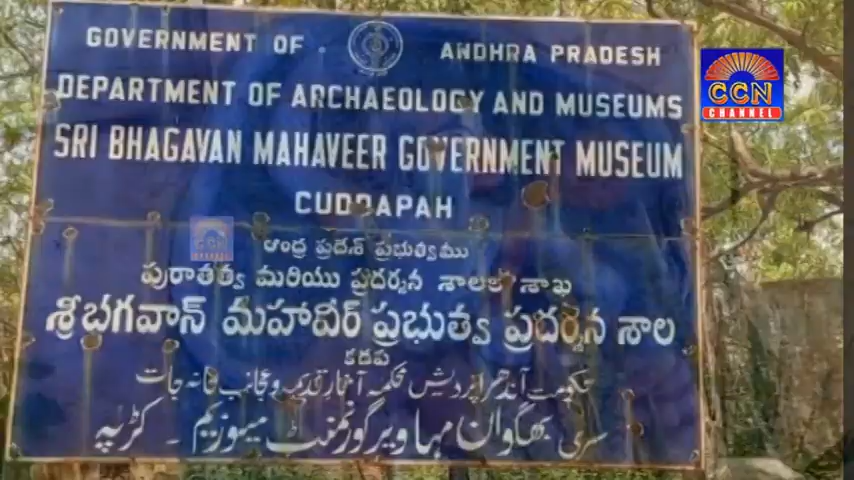 GOVERNMENT OF ANDHRA PRADESH
DEPARTMENT OF ARCHAEOLOGY AND MUSEUMS
SRI BHAGAVAN MAHAVEER GOVERNMENT MUSEUM
CUDDAPAH
ఆంధ్ర ప్రదేశ్ ప్రభుత్వము
పురాతత్వ మరియు ప్రదర్శన శాలల శాఖ
శ్రీ భగవాన్ మహావీర్ ప్రభుత్వ ప్రదర్శన శాల
కడప
حکومت آندھرا پردیش محکمہ آثار قدیمہ و عجائب خانہ جات
سری بھگوان مہاویر گورنمنٹ میوزیم ۔ کڑپہ
CCN
CHANNEL
CCN
CHANNEL